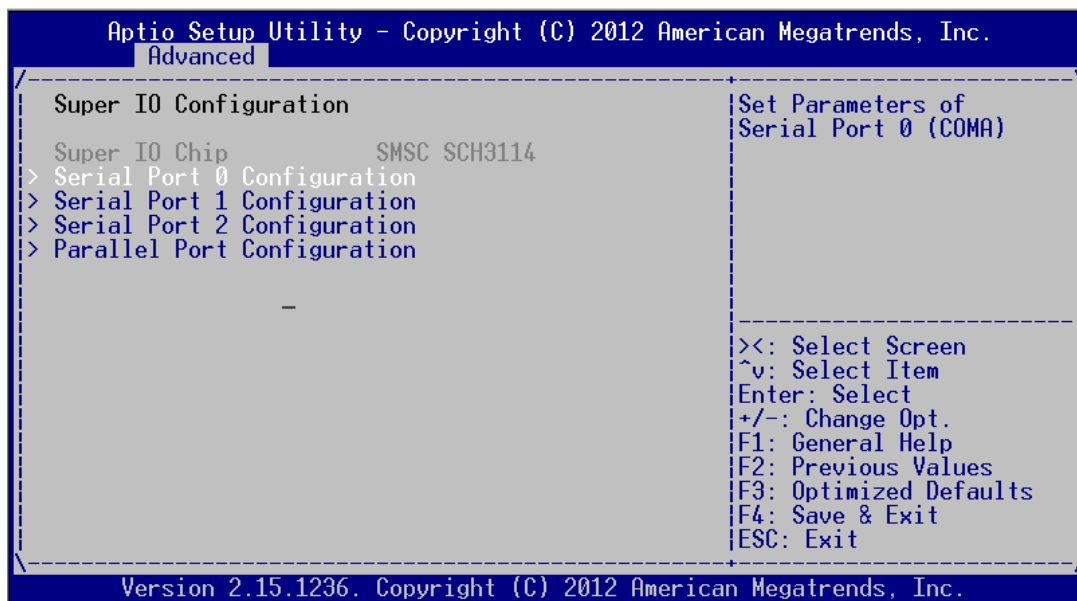 Aptio Setup Utility - Copyright (C) 2012 American Megatrends, Inc.
Advanced
Super IO Configuration
Super IO Chip SMSC SCH3114
> Serial Port 0 Configuration
> Serial Port 1 Configuration
> Serial Port 2 Configuration
> Parallel Port Configuration
Set Parameters of
Serial Port 0 (COMA)
><: Select Screen
^v: Select Item
Enter: Select
+/-: Change Opt.
F1: General Help
F2: Previous Values
F3: Optimized Defaults
F4: Save & Exit
ESC: Exit
Version 2.15.1236. Copyright (C) 2012 American Megatrends, Inc.